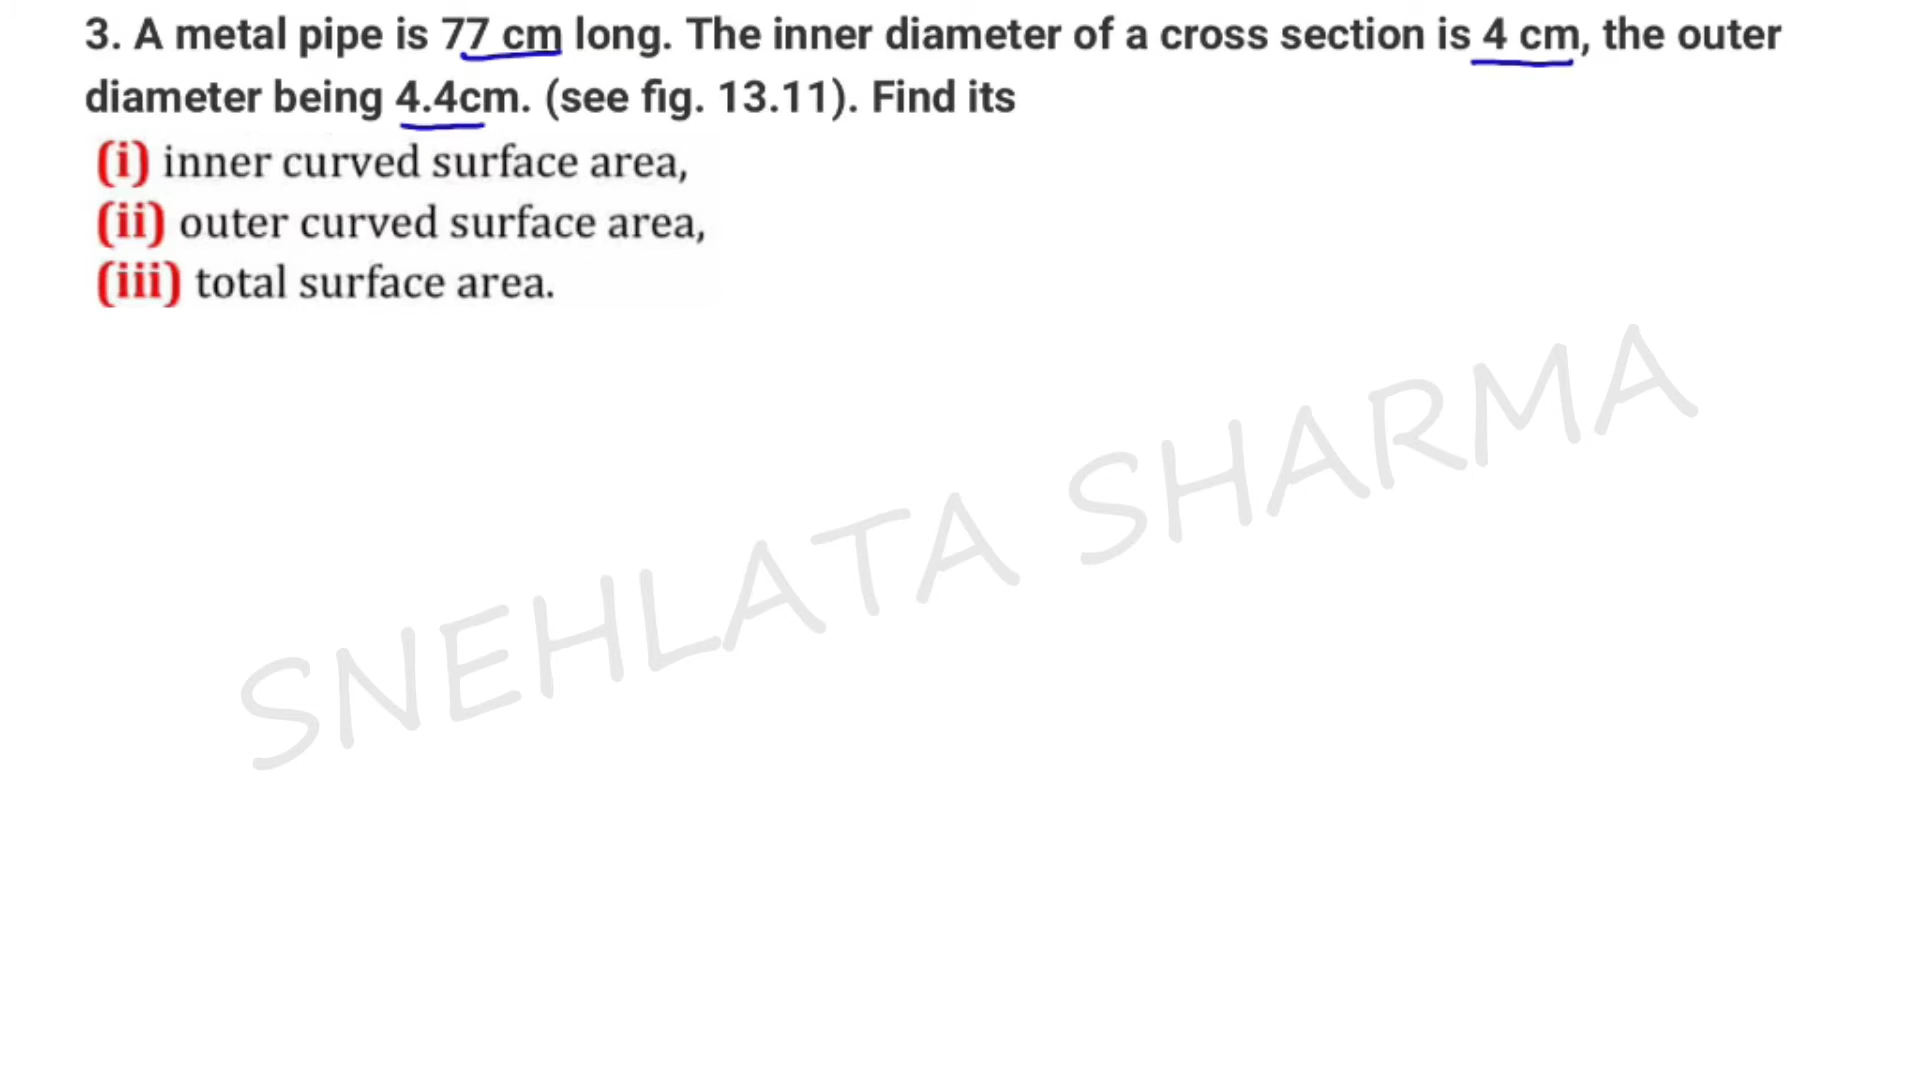 3. A metal pipe is 77 cm long. The inner diameter of a cross section is 4 cm, the outer
diameter being 4.4cm. (see fig. 13.11). Find its
(i) inner curved surface area,
(ii) outer curved surface area,
(iii) total surface area.
SNEHLATA SHARMA